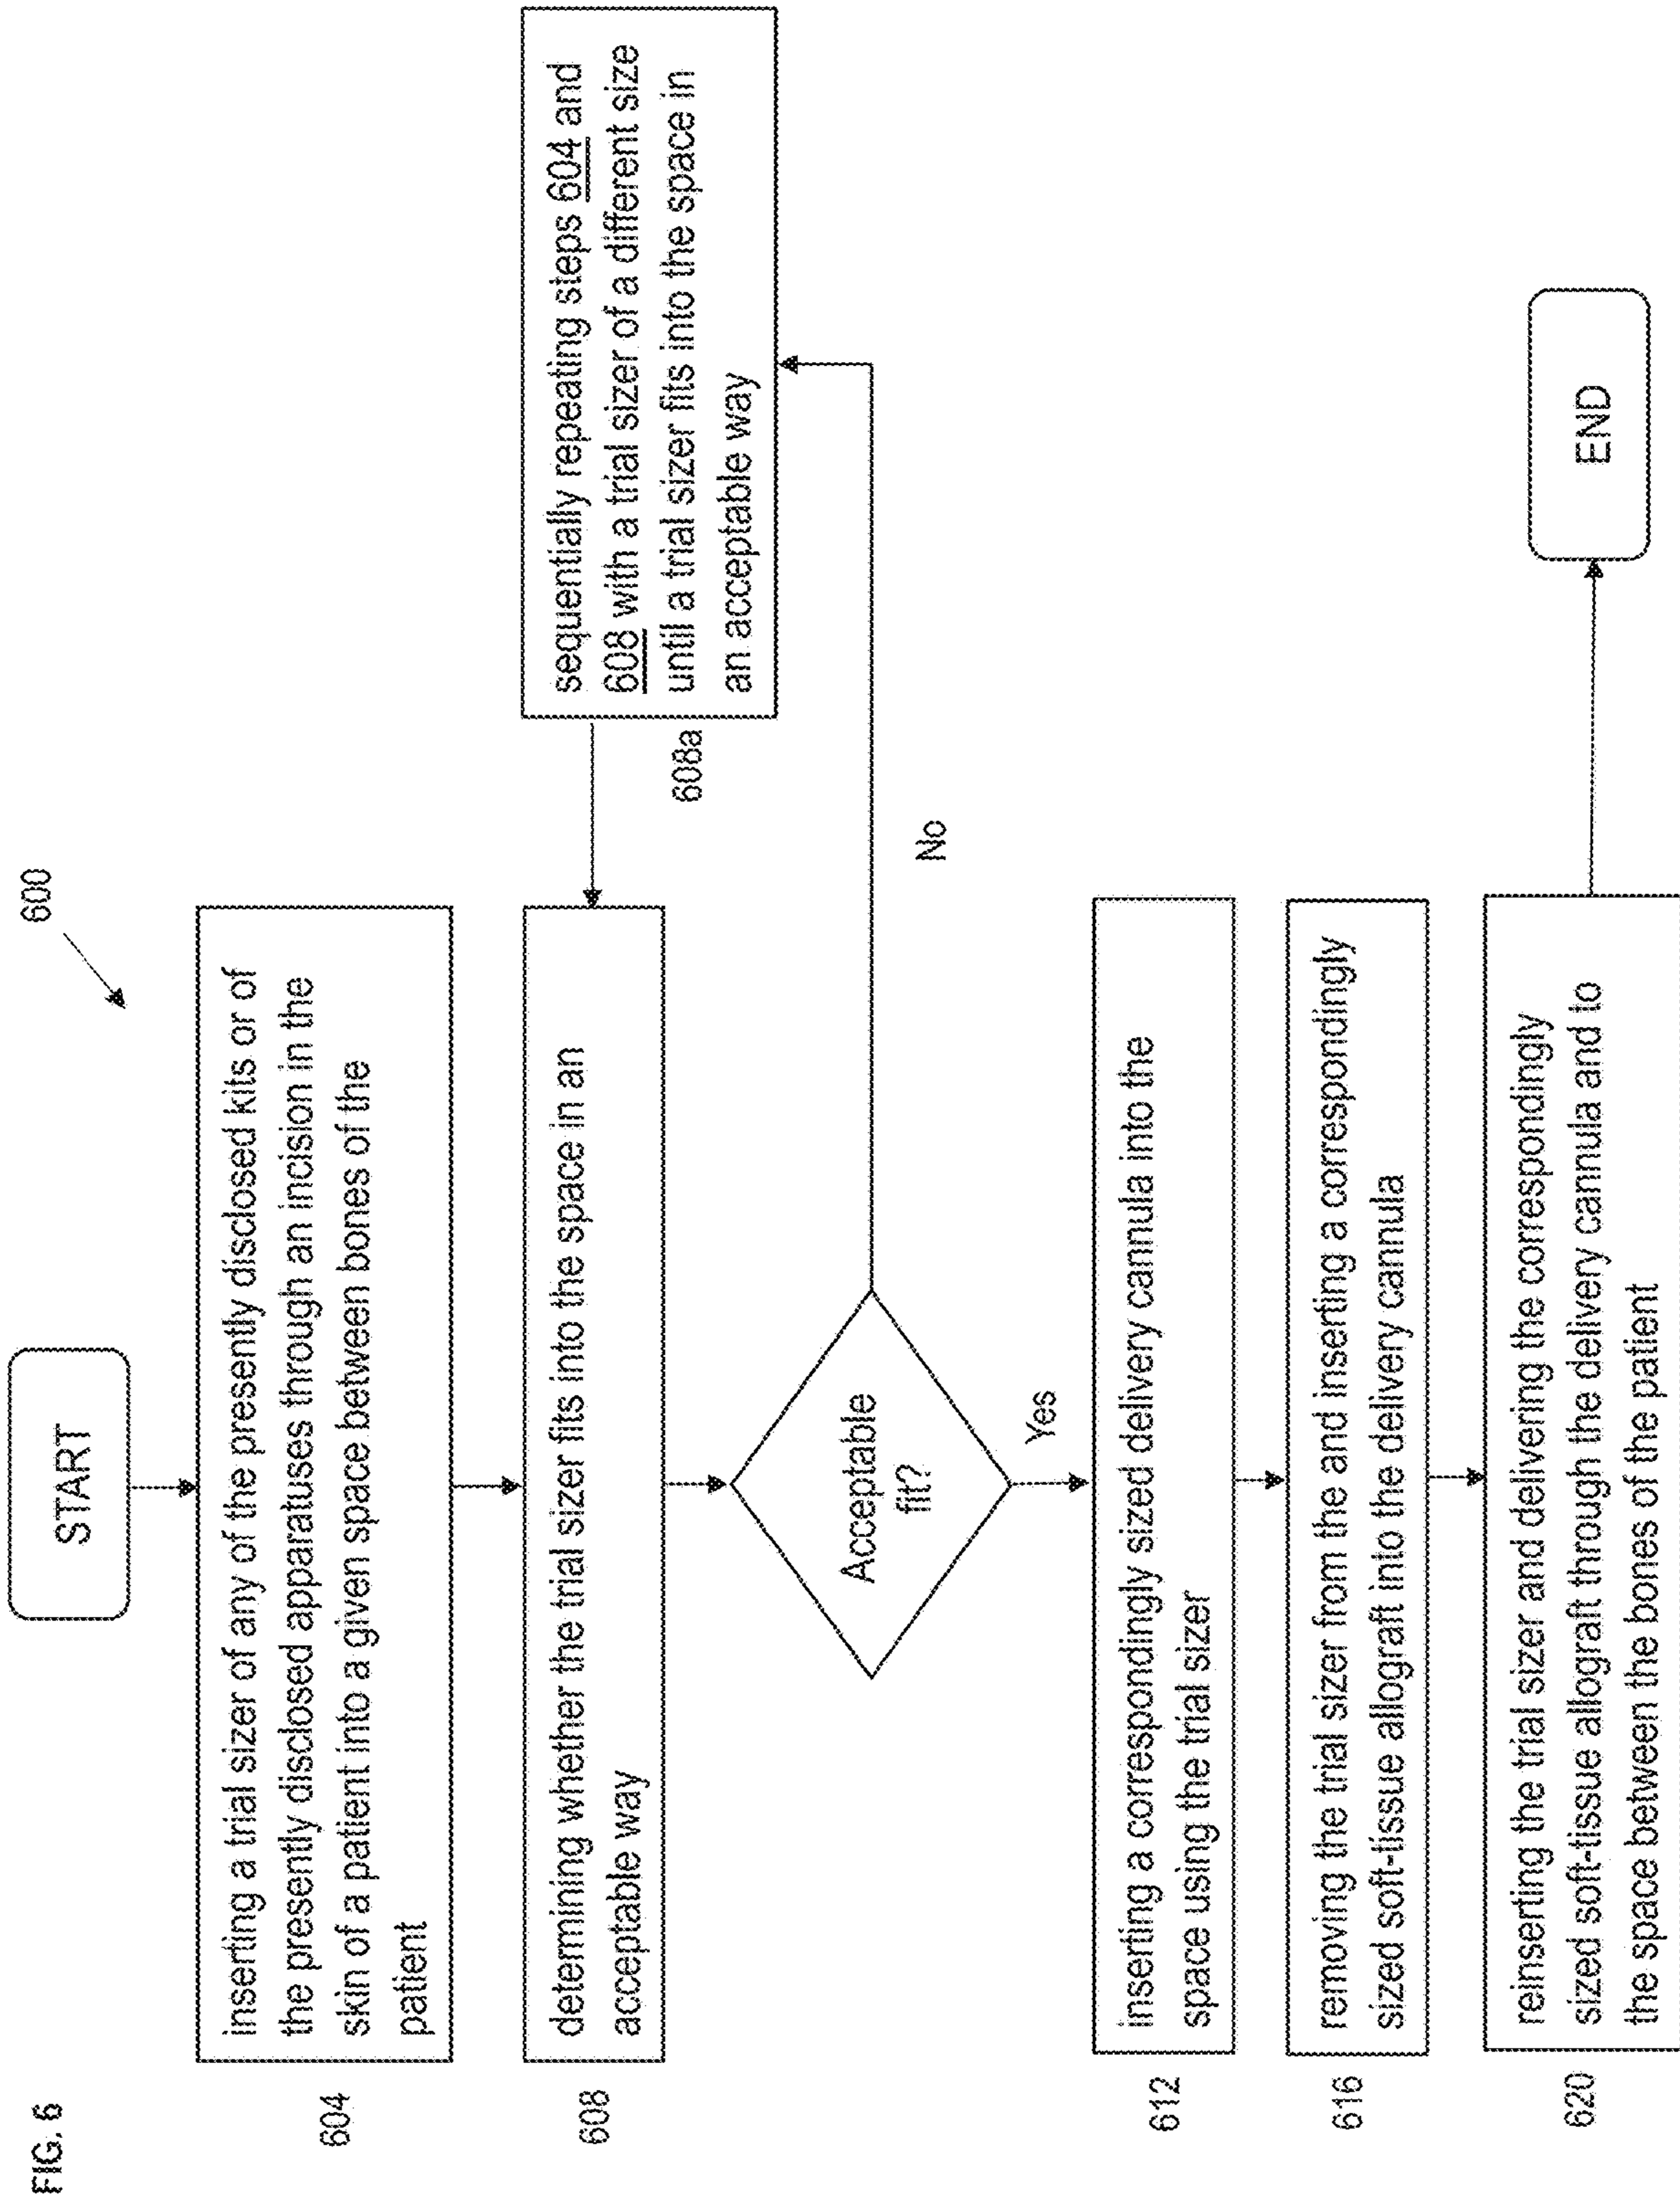 FIG. 6
600
START
604
inserting a trial sizer of any of the presently disclosed kits or of
the presently disclosed apparatuses through an incision in the
skin of a patient into a given space between bones of the
patient
608
determining whether the trial sizer fits into the space in an
acceptable way
608a
sequentially repeating steps 604 and
608 with a trial sizer of a different size
until a trial sizer fits into the space in
an acceptable way
Acceptable
fit?
No
Yes
612
inserting a correspondingly sized delivery cannula into the
space using the trial sizer
616
removing the trial sizer from the and inserting a correspondingly
sized soft-tissue allograft into the delivery cannula
620
reinserting the trial sizer and delivering the correspondingly
sized soft-tissue allograft through the delivery cannula and to
the space between the bones of the patient
END